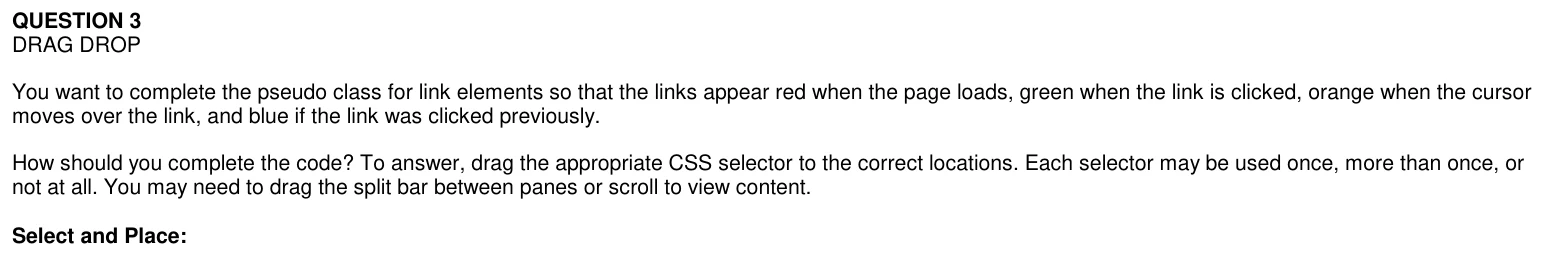 QUESTION 3
DRAG DROP
You want to complete the pseudo class for link elements so that the links appear red when the page loads, green when the link is clicked, orange when the cursor
moves over the link, and blue if the link was clicked previously.
How should you complete the code? To answer, drag the appropriate CSS selector to the correct locations. Each selector may be used once, more than once, or
not at all. You may need to drag the split bar between panes or scroll to view content.
Select and Place: